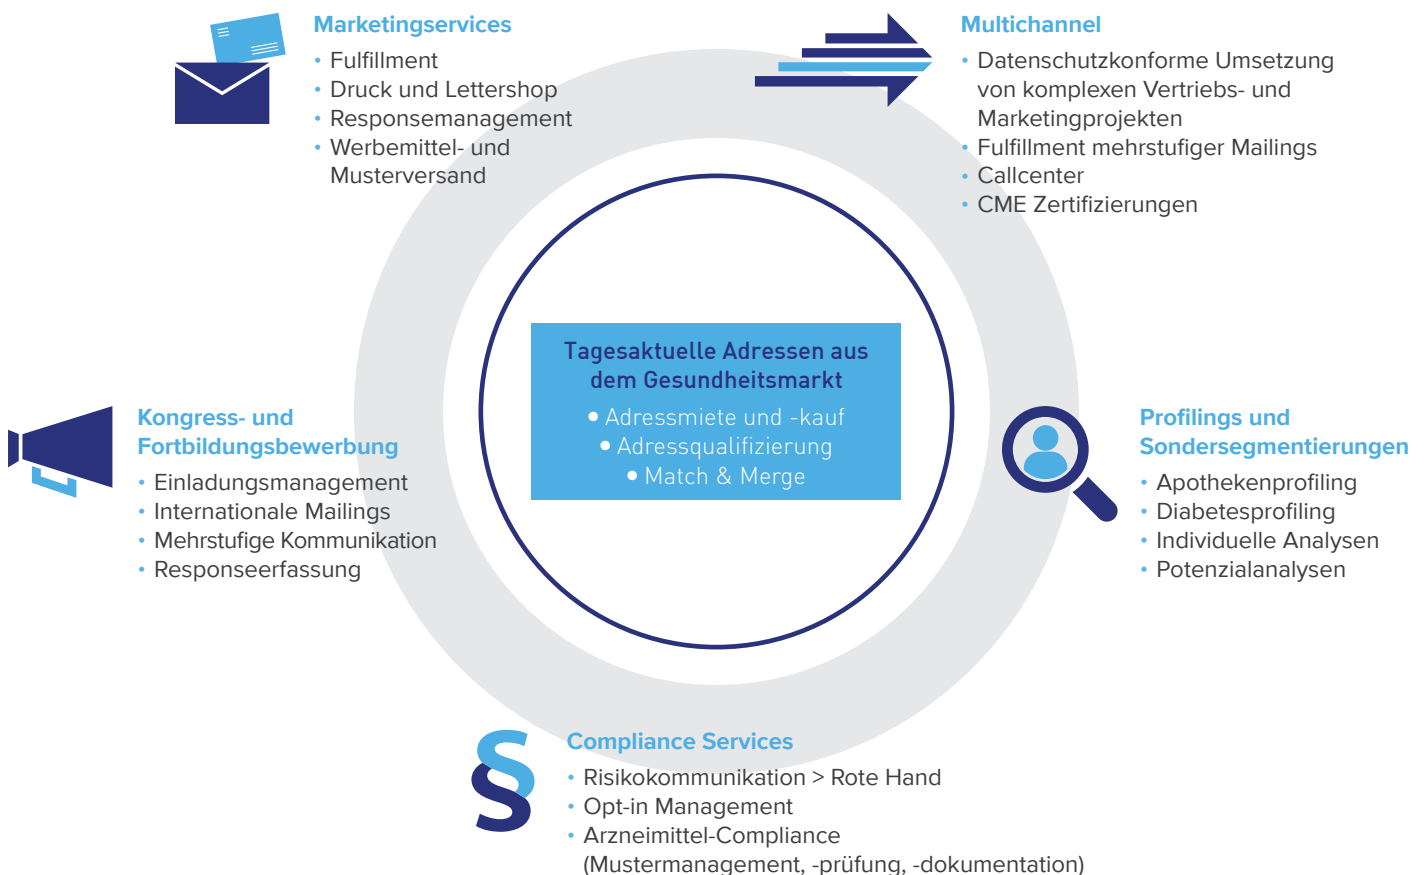 Marketingservices
• Fulfillment
• Druck und Lettershop
• Responsemanagement
• Werbemittel- und
Musterversand
Multichannel
• Datenschutzkonforme Umsetzung
von komplexen Vertriebs- und
Marketingprojekten
• Fulfillment mehrstufiger Mailings
• Callcenter
• CME Zertifizierungen
Tagesaktuelle Adressen aus
dem Gesundheitsmarkt
• Adressmiete und -kauf
• Adressqualifizierung
• Match & Merge
Kongress- und
Fortbildungsbewerbung
• Einladungsmanagement
• Internationale Mailings
• Mehrstufige Kommunikation
• Responseerfassung
Profilings und
Sondersegmentierungen
• Apothekenprofiling
• Diabetesprofiling
• Individuelle Analysen
• Potenzialanalysen
§
Compliance Services
• Risikokommunikation > Rote Hand
• Opt-in Management
• Arzneimittel-Compliance
(Mustermanagement, -prüfung, -dokumentation)